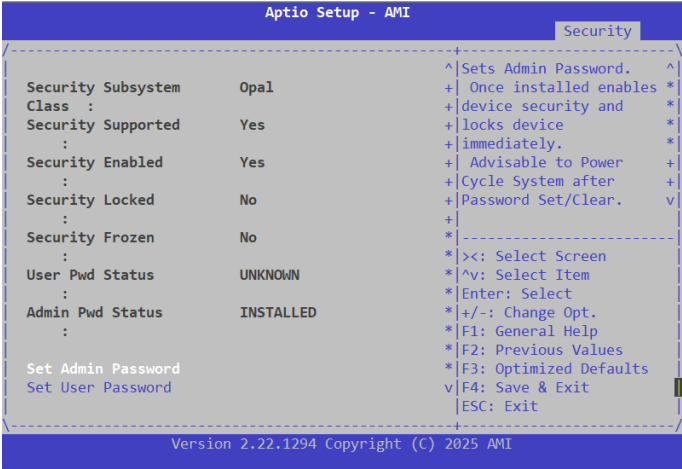 Aptio Setup - AMI
Security
^|Sets Admin Password. ^|
Security Subsystem Opal +| Once installed enables *|
Class : +|device security and *|
Security Supported Yes +|locks device *|
: +|immediately. *|
Security Enabled Yes +| Advisable to Power +|
: +|Cycle System after +|
Security Locked No +|Password Set/Clear. v|
: +|
Security Frozen No *|-------------------------|
: *|><: Select Screen
User Pwd Status UNKNOWN *|^v: Select Item
: *|Enter: Select
Admin Pwd Status INSTALLED *|+/-: Change Opt.
: *|F1: General Help
*|F2: Previous Values
Set Admin Password *|F3: Optimized Defaults
Set User Password v|F4: Save & Exit
|ESC: Exit
Version 2.22.1294 Copyright (C) 2025 AMI